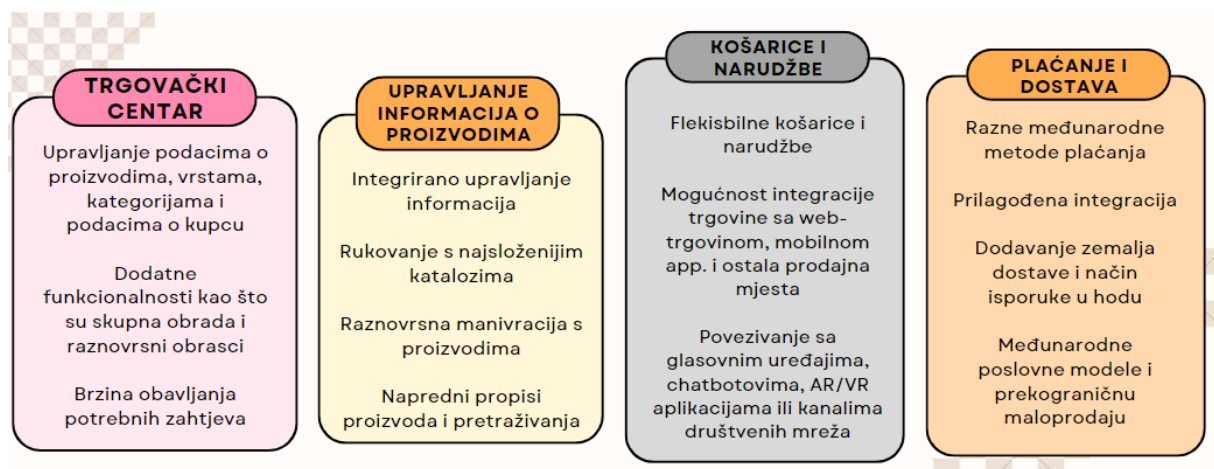 TRGOVAČKI
CENTAR
Upravljanje podacima o
proizvodima, vrstama,
kategorijama i
podacima o kupcu
Dodatne
funkcionalnosti kao što
su skupna obrada i
raznovrsni obrasci
Brzina obavljanja
potrebnih zahtjeva
UPRAVLJANJE
INFORMACIJA O
PROIZVODIMA
Integrirano upravljanje
informacija
Rukovanje s najsloženijim
katalozima
Raznovrsna manivracija s
proizvodima
Napredni propisi
proizvoda i pretraživanja
KOŠARICE I
NARUDŽBE
Flekisbilne košarice i
narudžbe
Mogućnost integracije
trgovine sa web-
trgovinom, mobilnom
app. i ostala prodajna
mjesta
Povezivanje sa
glasovnim uređajima,
chatbotovima, AR/VR
aplikacijama ili kanalima
društvenih mreža
PLAĆANJE I
DOSTAVA
Razne međunarodne
metode plaćanja
Prilagođena integracija
Dodavanje zemalja
dostave i način
isporuke u hodu
Međunarodne
poslovne modele i
prekograničnu
maloprodaju